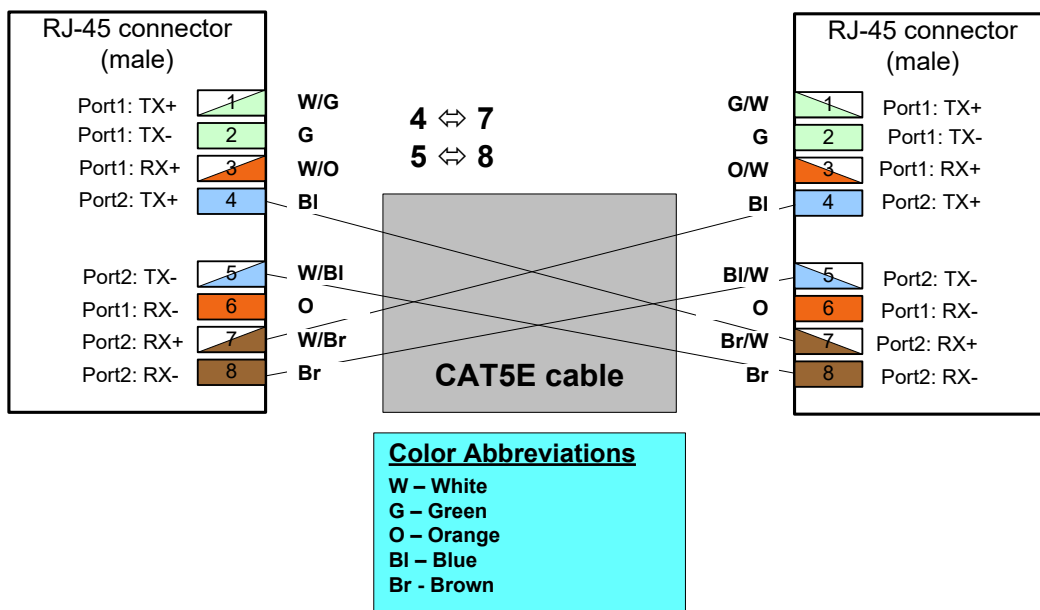 RJ-45 connector
(male)
Port1: TX+ 1 W/G
Port1: TX- 2 G
Port1: RX+ 3 W/O
Port2: TX+ 4 Bl
Port2: TX- 5 W/Bl
Port1: RX- 6 O
Port2: RX+ 7 W/Br
Port2: RX- 8 Br
4 ⇔ 7
5 ⇔ 8
CAT5E cable
RJ-45 connector
(male)
G/W 1 Port1: TX+
G 2 Port1: TX-
O/W 3 Port1: RX+
Bl 4 Port2: TX+
Bl/W 5 Port2: TX-
O 6 Port1: RX-
Br/W 7 Port2: RX+
Br 8 Port2: RX-
Color Abbreviations
W – White
G – Green
O – Orange
Bl – Blue
Br - Brown